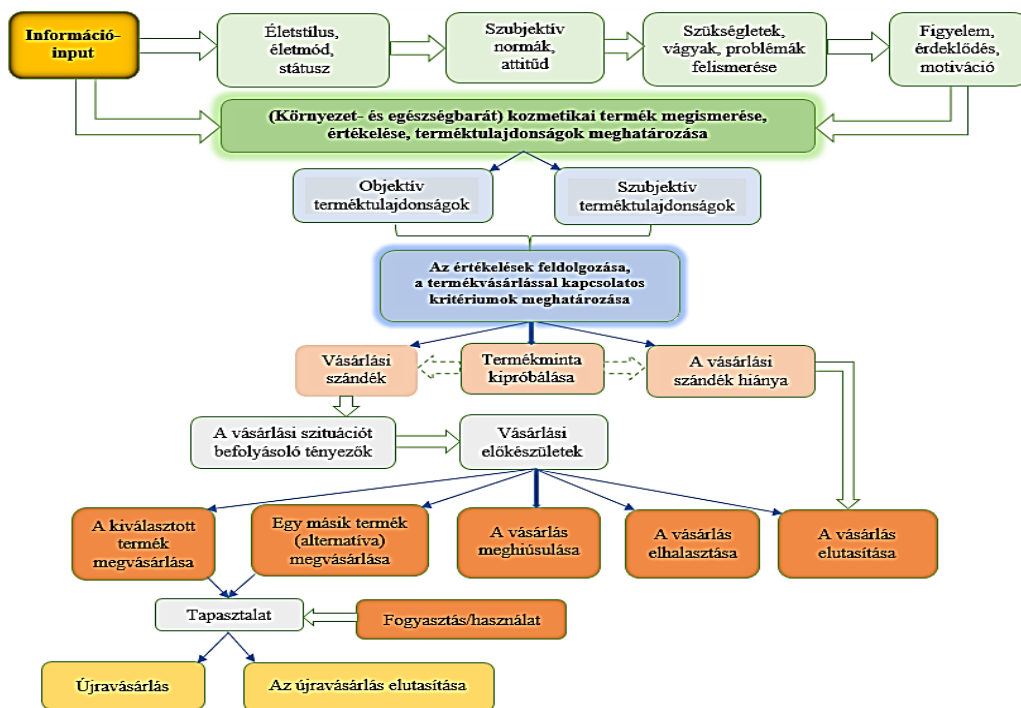 Információ-
input
Életstílus,
életmód,
státusz
Szubjektív
normák,
attitűd
Szükségletek,
vágyak, problémák
felismerése
Figyelem,
érdeklődés,
motiváció
(Környezet- és egészségbarát) kozmetikai termék megismerése,
értékelése, terméktulajdonságok meghatározása
Objektív
terméktulajdonságok
Szubjektív
terméktulajdonságok
Az értékelések feldolgozása,
a termékvásárlással kapcsolatos
kritériumok meghatározása
Vásárlási
szándék
Termékminta
kipróbálása
A vásárlási
szándék hiánya
A vásárlási szituációt
befolyásoló tényezők
Vásárlási
előkészületek
A kiválasztott
termék
megvásárlása
Egy másik termék
(alternatíva)
megvásárlása
A vásárlás
meghiúsulása
A vásárlás
elhalasztása
A vásárlás
elutasítása
Tapasztalat
Fogyasztás/használat
Újravásárlás
Az újravásárlás elutasítása